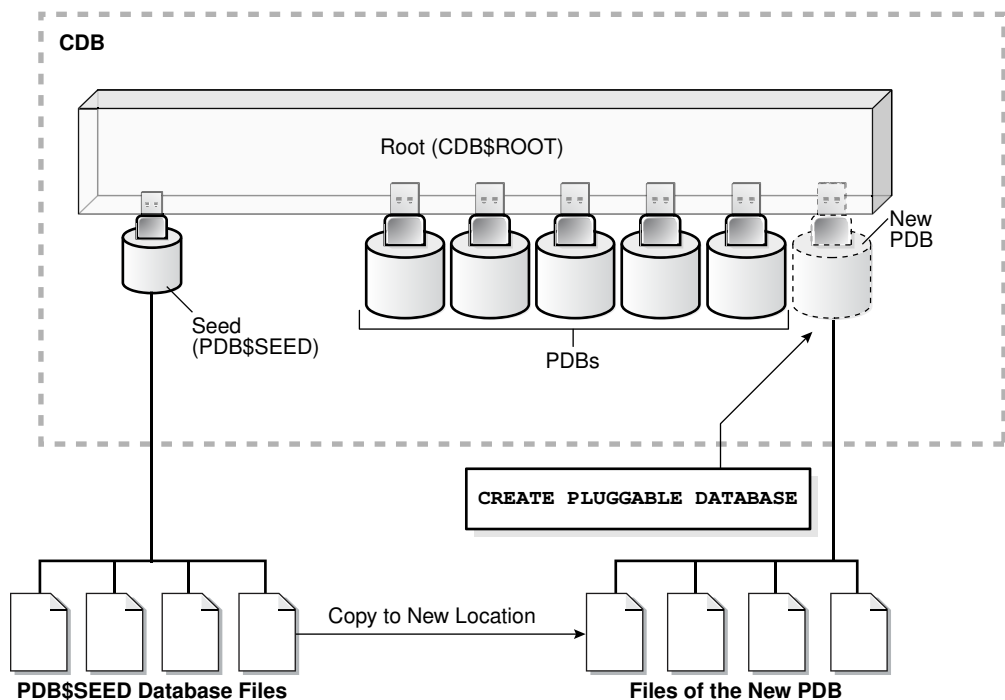 CDB
Root (CDB$ROOT)
New
PDB
Seed
(PDB$SEED)
PDBs
CREATE PLUGGABLE DATABASE
Copy to New Location
PDB$SEED Database Files
Files of the New PDB